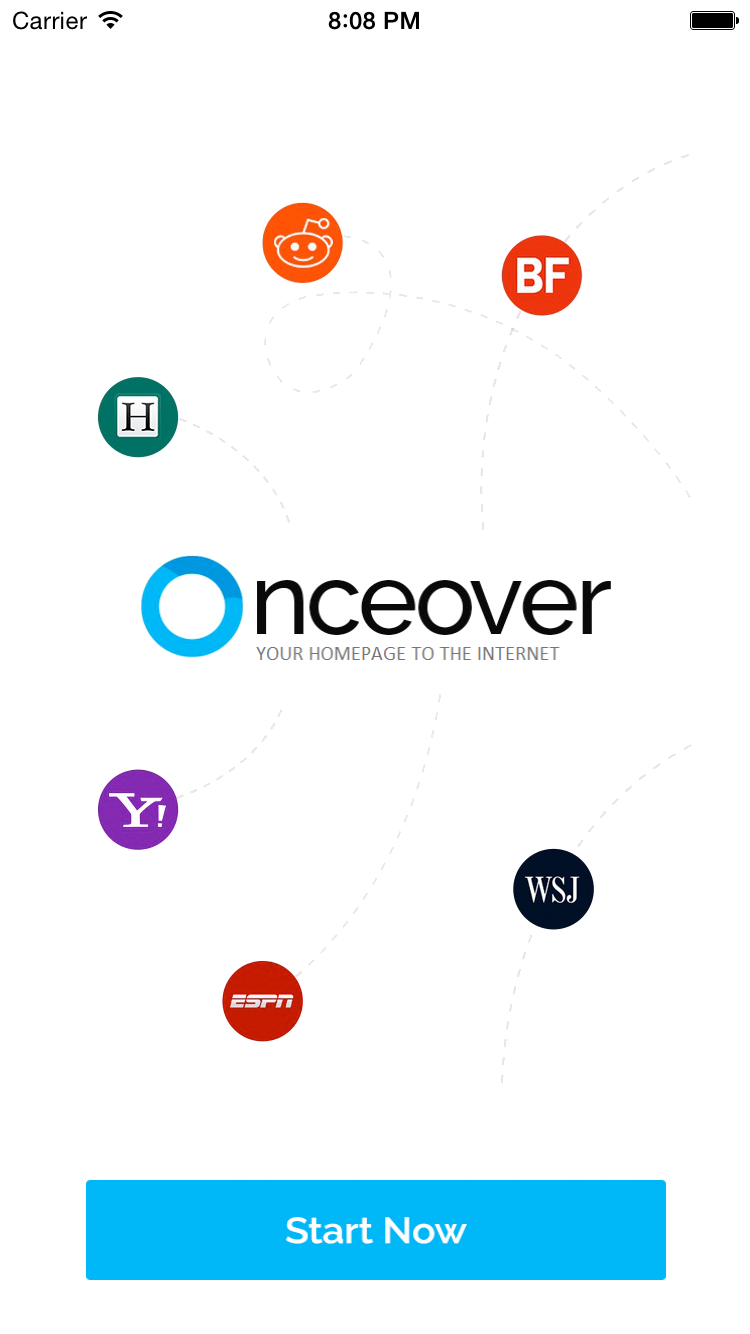 Carrier 8:08 PM
BF
H
Onceover
YOUR HOMEPAGE TO THE INTERNET
Y!
WSJ
ESPN
Start Now